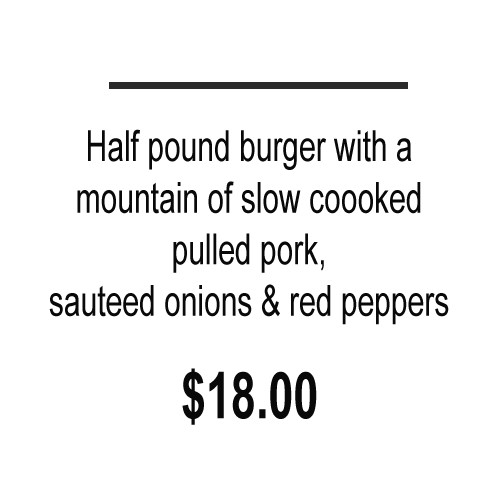 Half pound burger with a
mountain of slow coooked
pulled pork,
sauteed onions & red peppers
$18.00